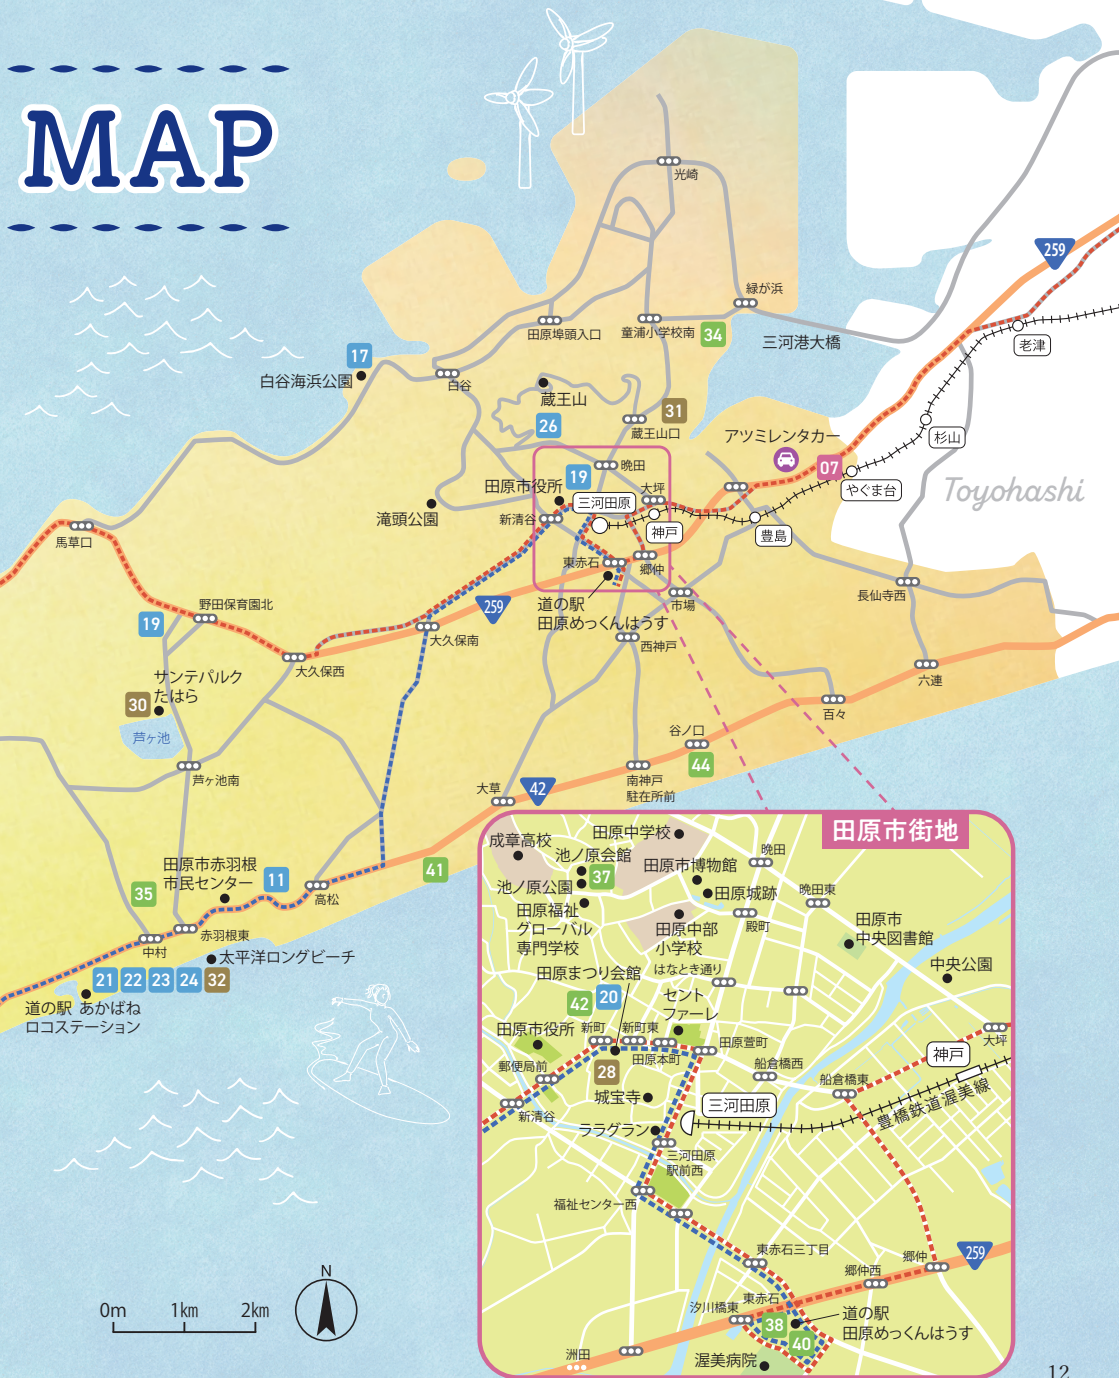 MAP
光崎
259
緑が浜
田原埠頭入口
童浦小学校南
34
三河港大橋
老津
17
白谷海浜公園
白谷
蔵王山
26
31
蔵王山口
アツミレンタカー
杉山
07
やぐま台
Toyohashi
晩田
19
田原市役所
大坪
三河田原
滝頭公園
新清谷
神戸
豊島
馬草口
東赤石
郷仲
長仙寺西
259
道の駅
田原めっくんはうす
市場
野田保育園北
19
大久保南
西神戸
大久保西
六連
サンテパルク
たはら
30
芦ヶ池
百々
谷ノ口
44
芦ヶ池南
南神戸
駐在所前
大草
42
田原市赤羽根
市民センター
11
35
高松
41
赤羽根東
中村
太平洋ロングビーチ
21
22
23
24
32
道の駅 あかばね
ロコステーション
田原市街地
成章高校
田原中学校
池ノ原会館
37
晩田
田原市博物館
池ノ原公園
田原城跡
晩田東
田原福祉
グローバル
専門学校
田原中部
小学校
殿町
田原市
中央図書館
田原まつり会館
はなとき通り
中央公園
42
20
セント
ファーレ
田原市役所
新町
新町東
田原萱町
大坪
田原本町
神戸
郵便局前
28
船倉橋西
船倉橋東
城宝寺
三河田原
豊橋鉄道渥美線
新清谷
ララグラン
三河田原
駅前西
福祉センター西
東赤石三丁目
郷仲
259
郷仲西
東赤石
汐川橋東
38
道の駅
田原めっくんはうす
40
洲田
渥美病院
N
0m
1km
2km
12